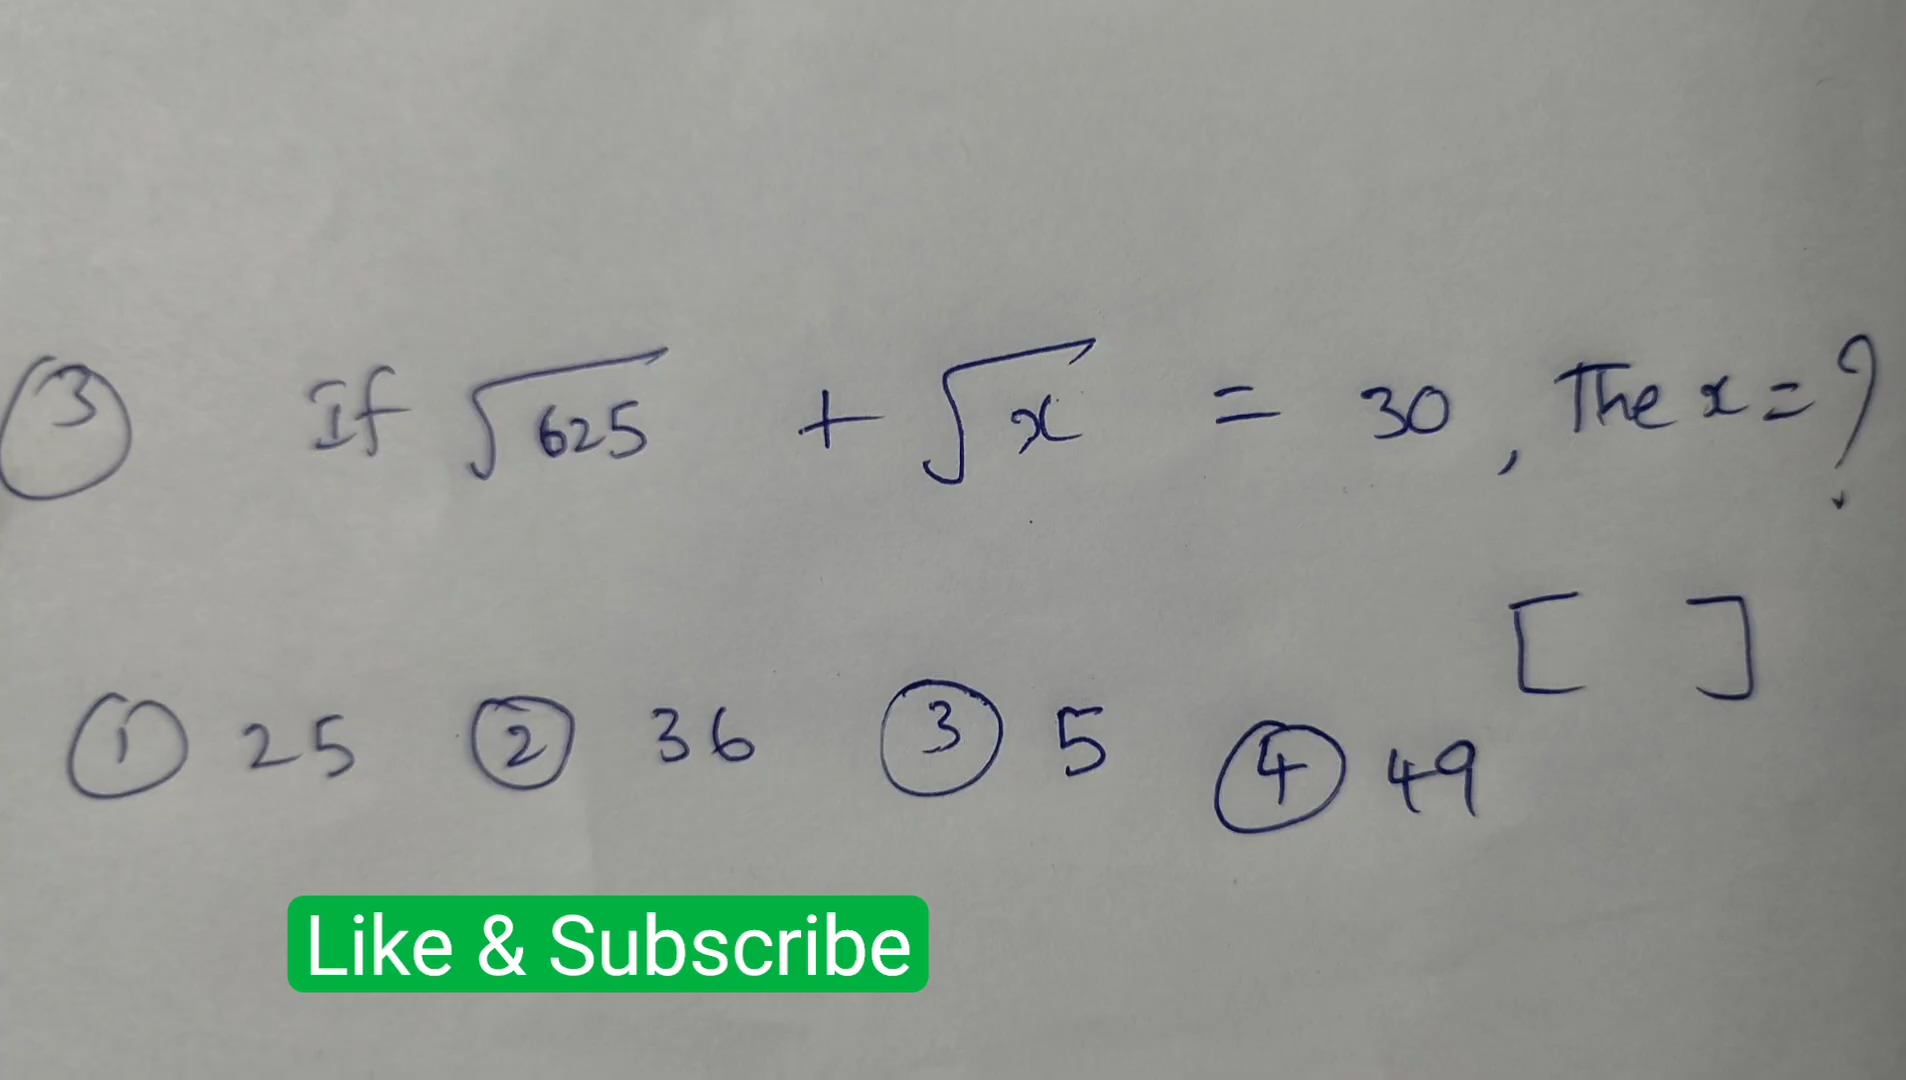 ③ If √625 + √x = 30, The x = ?
[ ]
① 25 ② 36 ③ 5 ④ 49
Like & Subscribe